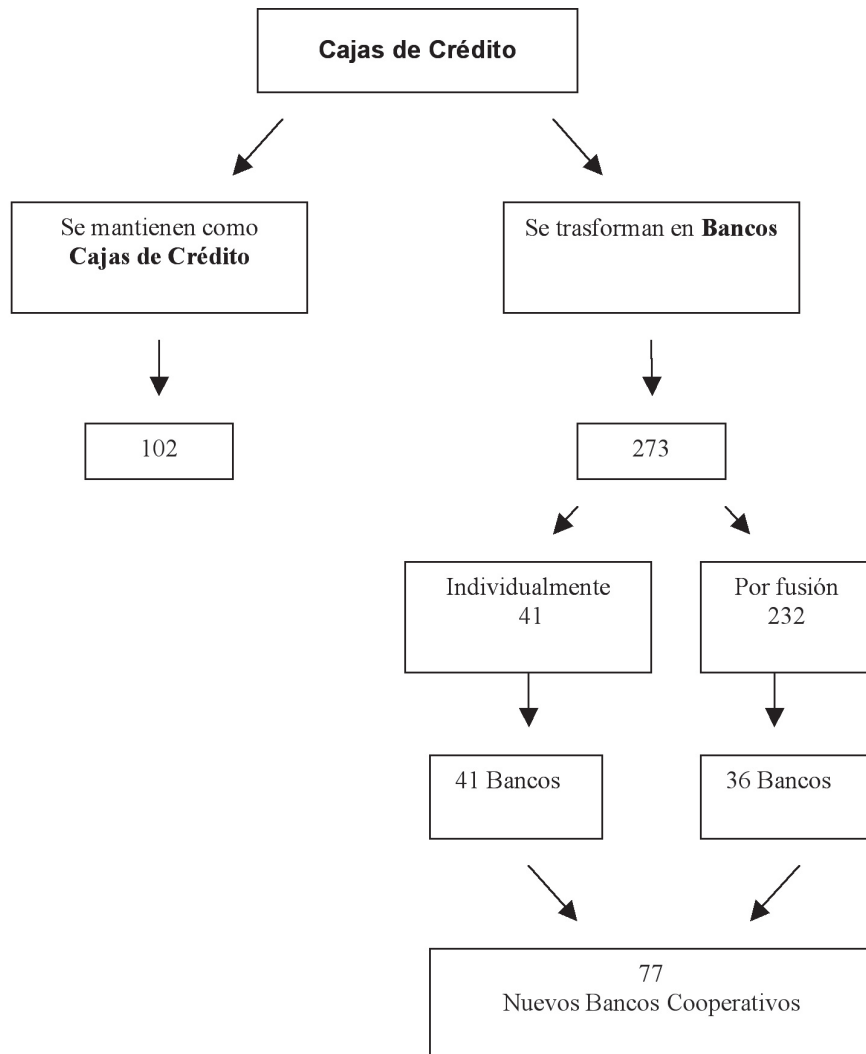 Cajas de Crédito
Se mantienen como
Cajas de Crédito
Se trasforman en Bancos
102
273
Individualmente
41
Por fusión
232
41 Bancos
36 Bancos
77
Nuevos Bancos Cooperativos